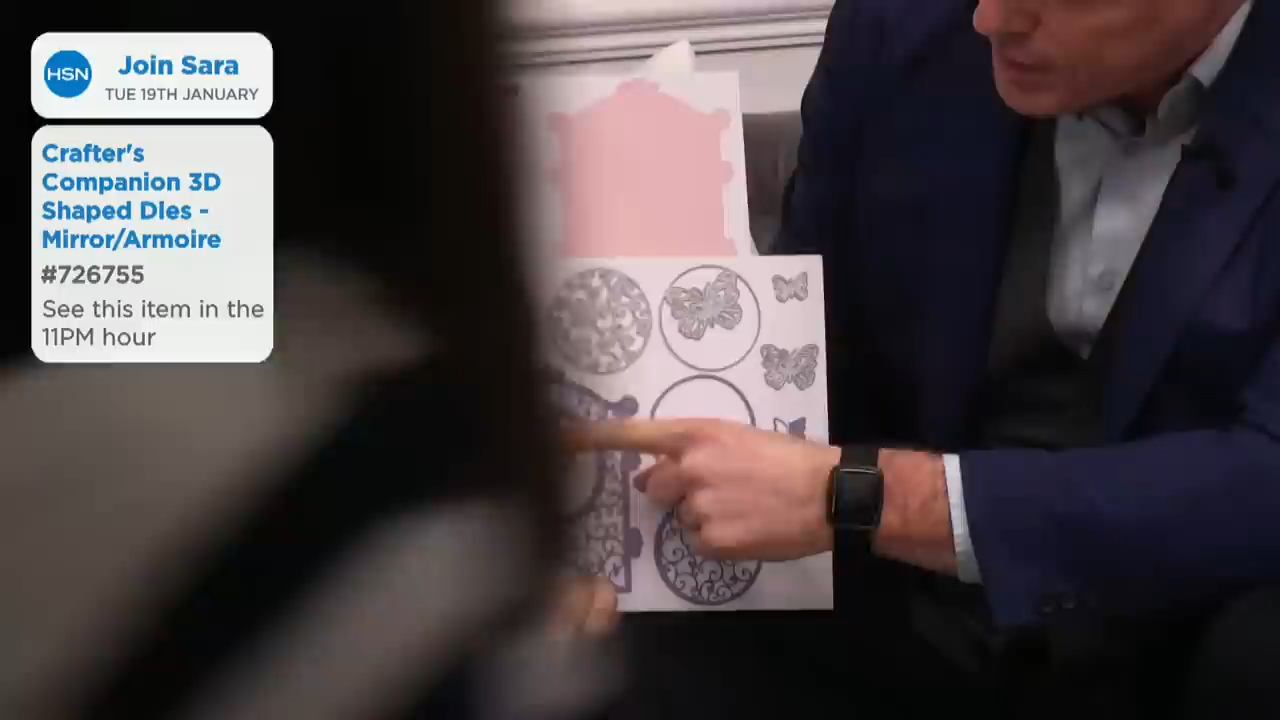 HSN
Join Sara
TUE 19TH JANUARY
Crafter's
Companion 3D
Shaped DIes -
Mirror/Armoire
#726755
See this item in the
11PM hour